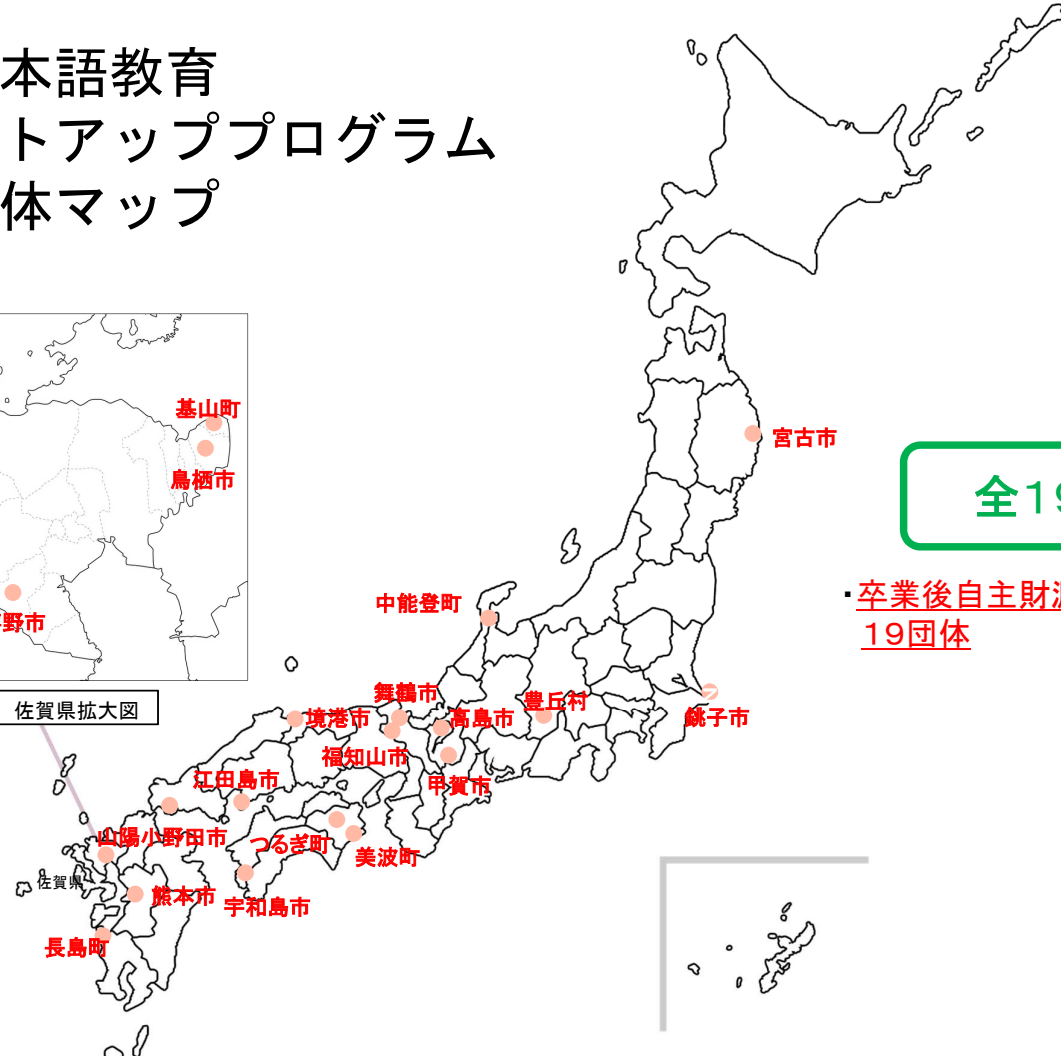 本語教育
トアッププログラム
体マップ
基山町
鳥栖市
野市
佐賀県拡大図
宮古市
全19
・卒業後自主財源
19団体
中能登町
舞鶴市
豊丘村
境港市
高島市
銚子市
福知山市
甲賀市
江田島市
山陽小野田市
つるぎ町
美波町
佐賀県
熊本市
宇和島市
長島町